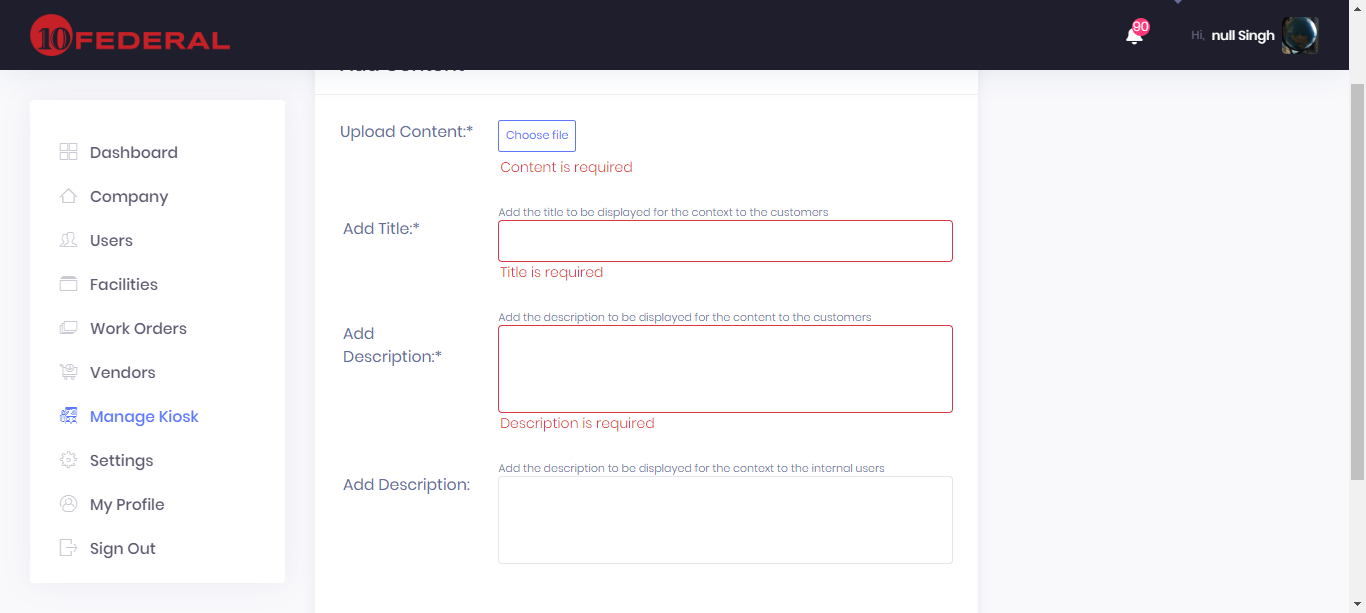 10 FEDERAL
90
Hi, null Singh
Add Content
Dashboard
Company
Users
Facilities
Work Orders
Vendors
Manage Kiosk
Settings
My Profile
Sign Out
Upload Content:*
Choose file
Content is required
Add the title to be displayed for the context to the customers
Add Title:*
Title is required
Add the description to be displayed for the content to the customers
Add
Description:*
Description is required
Add the description to be displayed for the context to the internal users
Add Description: